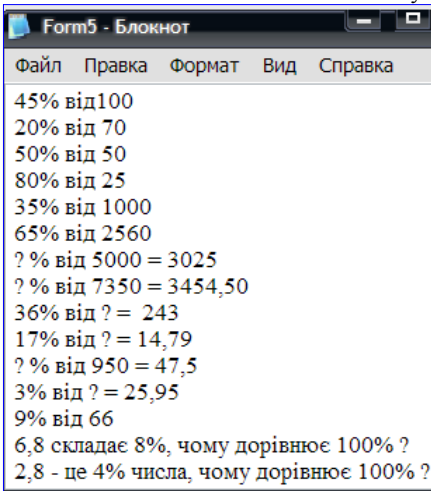 Form5 - Блокнот
Файл Правка Формат Вид Справка
45% від100
20% від 70
50% від 50
80% від 25
35% від 1000
65% від 2560
? % від 5000 = 3025
? % від 7350 = 3454,50
36% від ? = 243
17% від ? = 14,79
? % від 950 = 47,5
3% від ? = 25,95
9% від 66
6,8 складає 8%, чому дорівнює 100% ?
2,8 - це 4% числа, чому дорівнює 100% ?